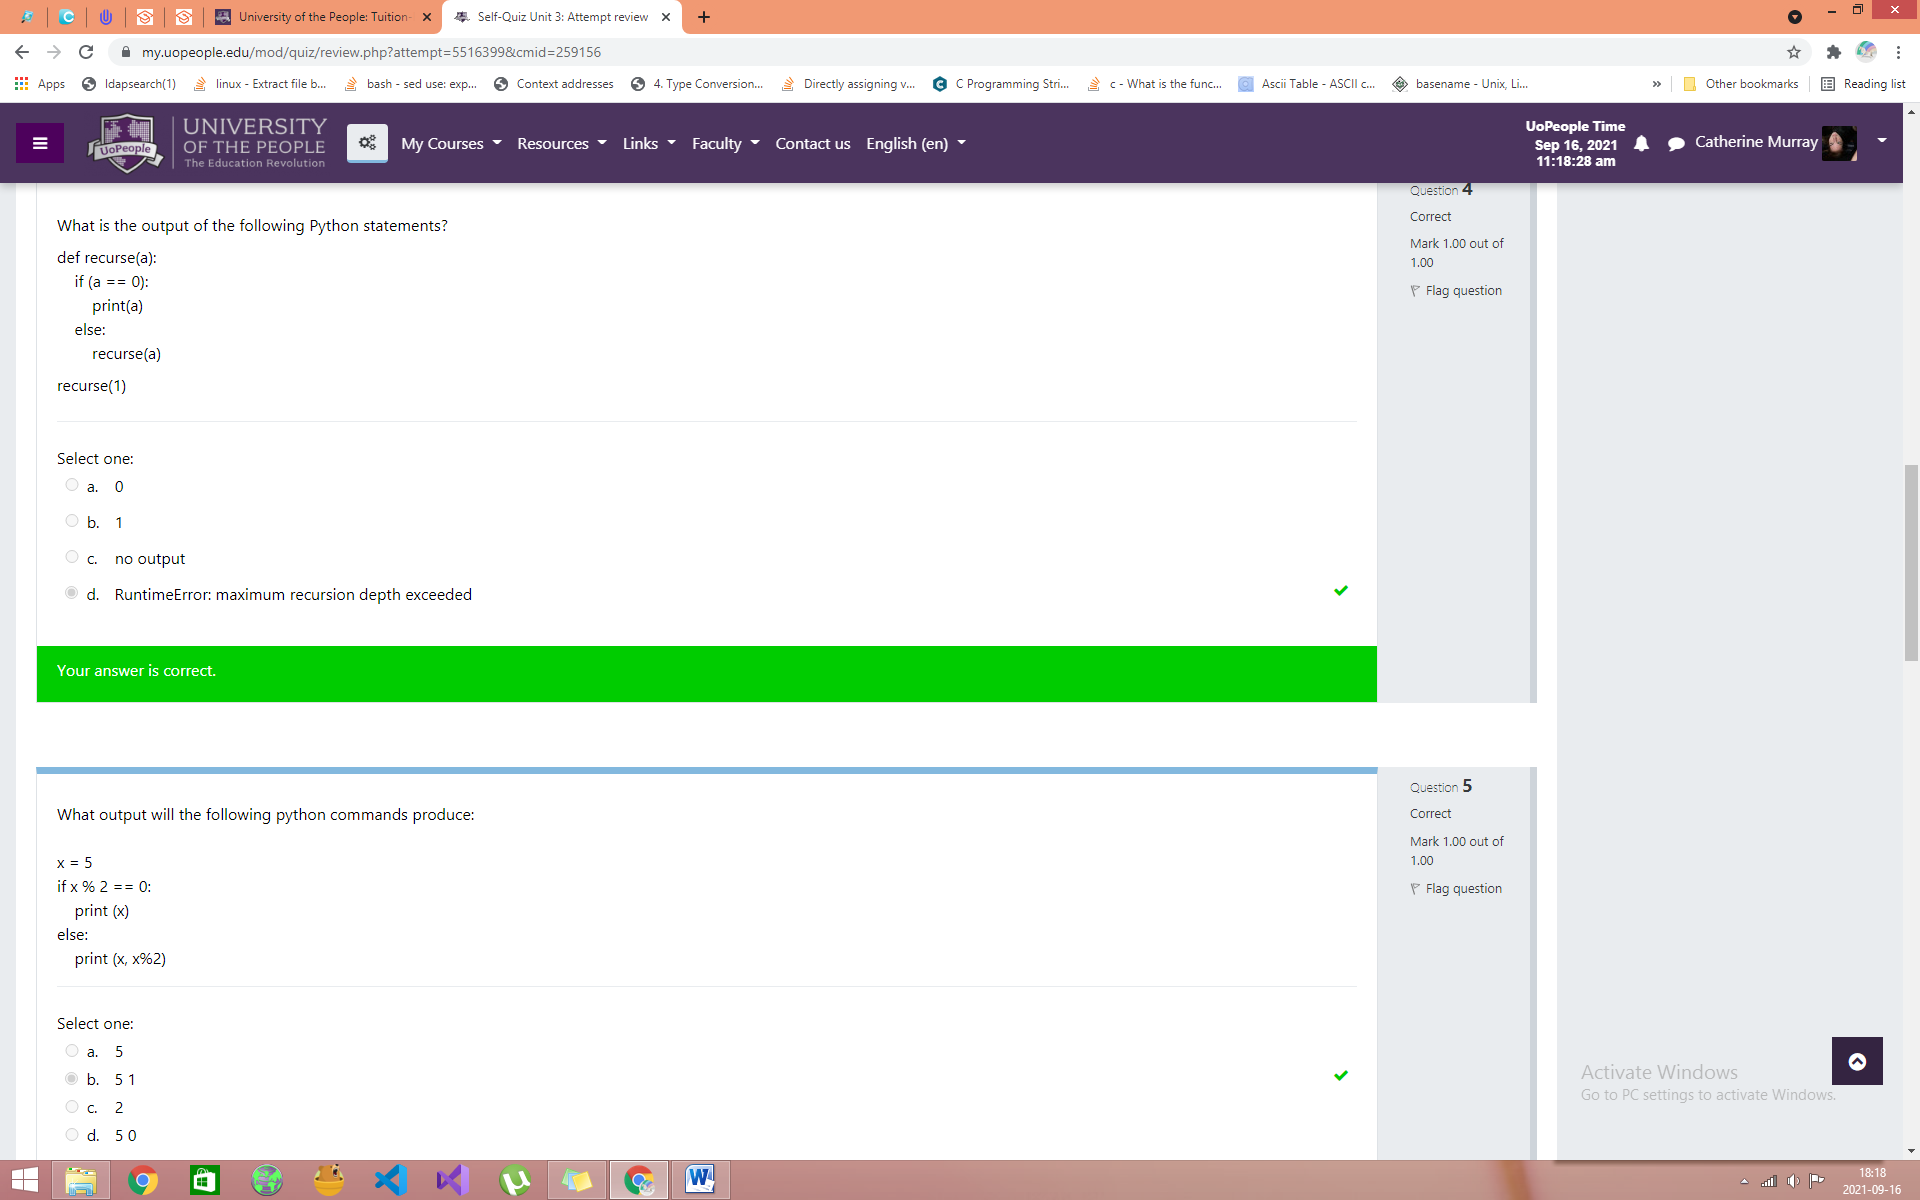 University of the People: Tuition-
Self-Quiz Unit 3: Attempt review
my.uopeople.edu/mod/quiz/review.php?attempt=5516399&cmid=259156
Apps
ldapsearch(1)
linux - Extract file b...
bash - sed use: exp...
Context addresses
4. Type Conversion...
Directly assigning v...
C Programming Stri...
c - What is the func...
Ascii Table - ASCII c...
basename - Unix, Li...
»
Other bookmarks
Reading list
UoPeople
UNIVERSITY
OF THE PEOPLE
The Education Revolution
My Courses
Resources
Links
Faculty
Contact us
English (en)
UoPeople Time
Sep 16, 2021
11:18:28 am
Catherine Murray
Question 4
Correct
Mark 1.00 out of
1.00
Flag question
What is the output of the following Python statements?
def recurse(a):
if (a == 0):
print(a)
else:
recurse(a)
recurse(1)
Select one:
a. 0
b. 1
c. no output
d. RuntimeError: maximum recursion depth exceeded
Your answer is correct.
Question 5
Correct
Mark 1.00 out of
1.00
Flag question
What output will the following python commands produce:
x = 5
if x % 2 == 0:
print (x)
else:
print (x, x%2)
Select one:
a. 5
b. 5 1
c. 2
d. 5 0
Activate Windows
Go to PC settings to activate Windows.
18:18
2021-09-16